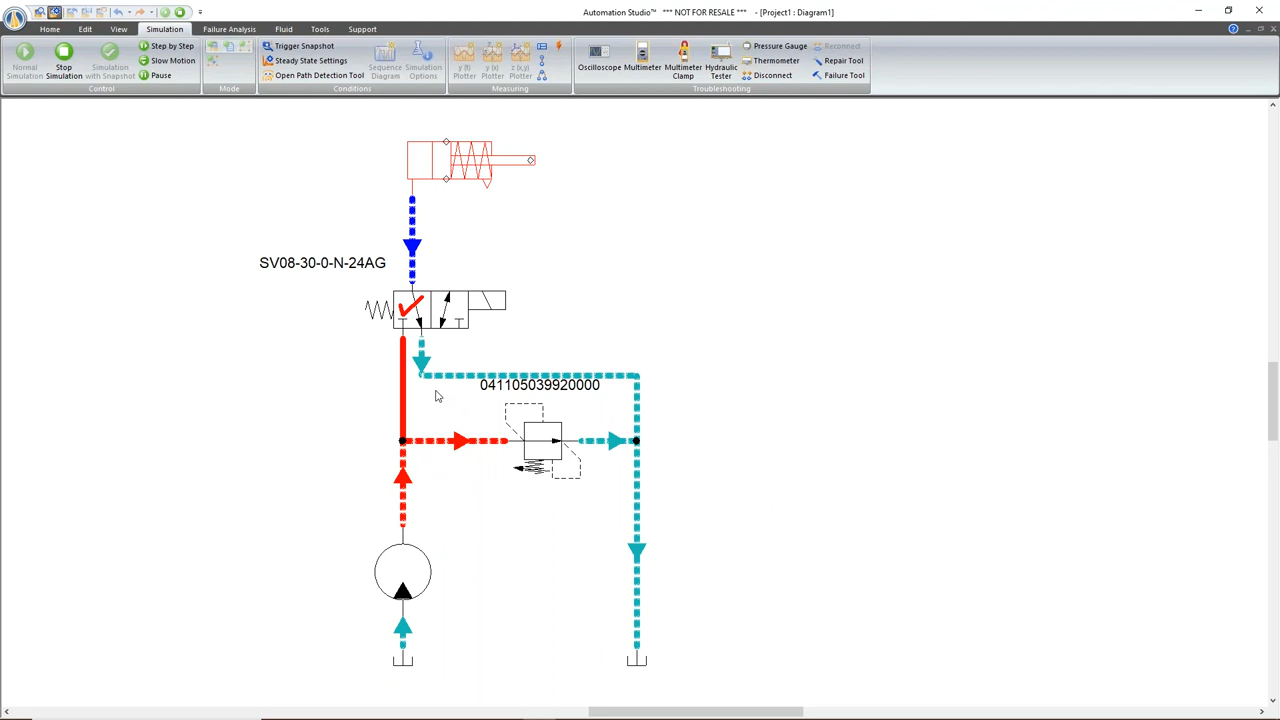 Automation Studio™ *** NOT FOR RESALE *** - [Project1 : Diagram1]
Home Edit View Simulation Failure Analysis Fluid Tools Support
Normal Simulation
Stop Simulation
Simulation with Snapshot
Step by Step
Slow Motion
Pause
Control
Mode
Trigger Snapshot
Steady State Settings
Open Path Detection Tool
Sequence Diagram
Simulation Options
Conditions
y(t) Plotter
y(x) Plotter
z(x,y) Plotter
Measuring
Oscilloscope
Multimeter
Multimeter Clamp
Hydraulic Tester
Pressure Gauge
Thermometer
Disconnect
Reconnect
Repair Tool
Failure Tool
Troubleshooting
SV08-30-0-N-24AG
041105039920000